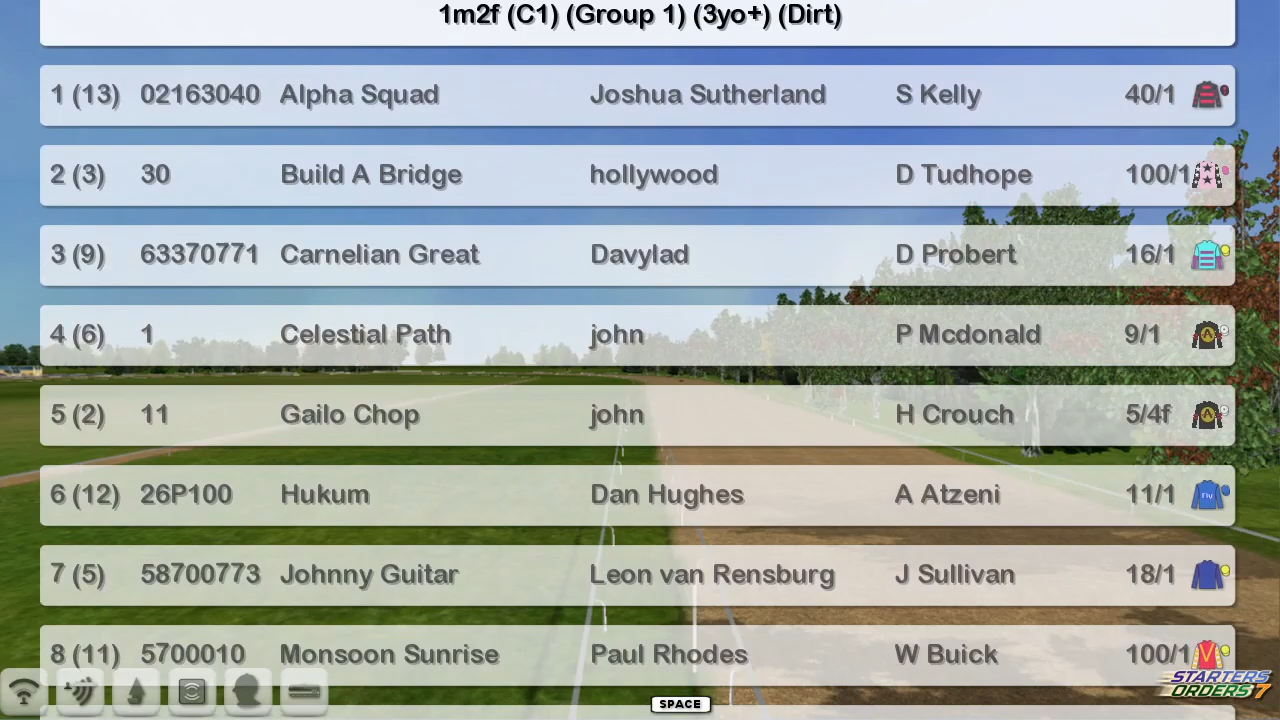 1m2f (C1) (Group 1) (3yo+) (Dirt)
1 (13) 02163040 Alpha Squad Joshua Sutherland S Kelly 40/1
2 (3) 30 Build A Bridge hollywood D Tudhope 100/1
3 (9) 63370771 Carnelian Great Davylad D Probert 16/1
4 (6) 1 Celestial Path john P Mcdonald 9/1
5 (2) 11 Gailo Chop john H Crouch 5/4f
6 (12) 26P100 Hukum Dan Hughes A Atzeni 11/1
7 (5) 58700773 Johnny Guitar Leon van Rensburg J Sullivan 18/1
8 (11) 5700010 Monsoon Sunrise Paul Rhodes W Buick 100/1
STARTERS
ORDERS 7
SPACE